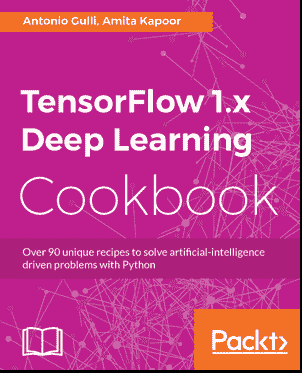 Antonio Gulli, Amita Kapoor
TensorFlow 1.x
Deep Learning
Cookbook
Over 90 unique recipes to solve artificial-intelligence
driven problems with Python
Packt>